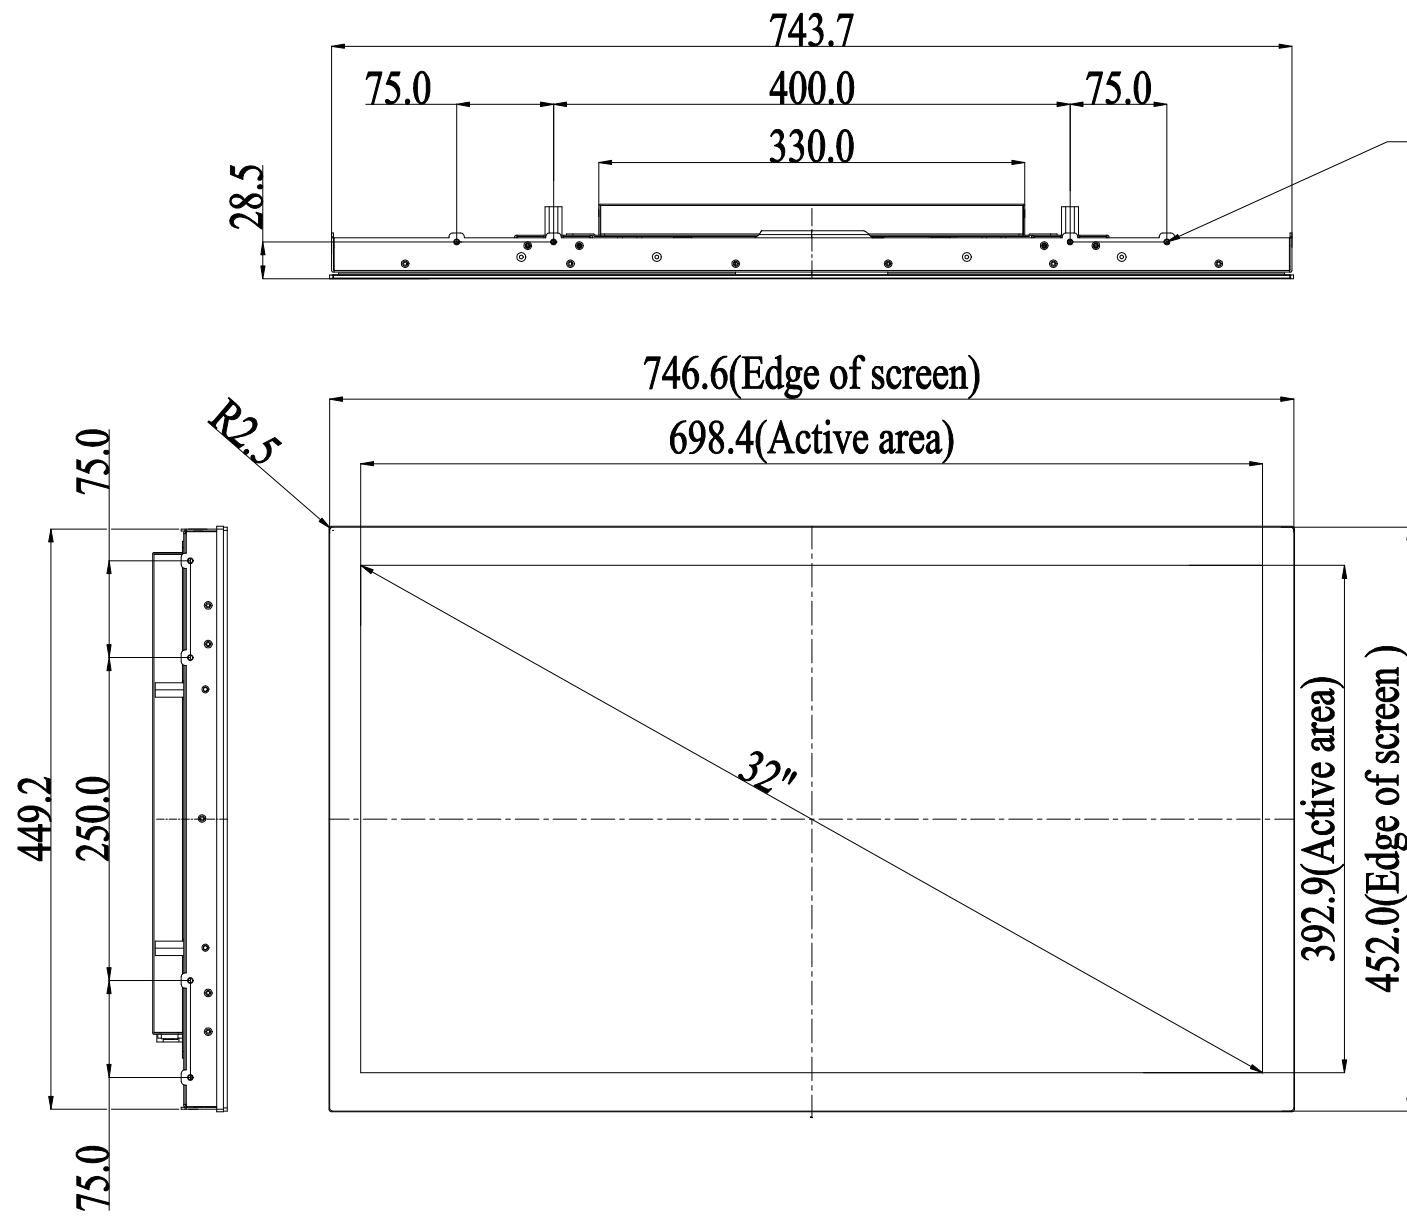 743.7
75.0
400.0
75.0
330.0
28.5
746.6(Edge of screen)
698.4(Active area)
R2.5
75.0
32"
449.2
250.0
392.9(Active area)
452.0(Edge of screen )
75.0